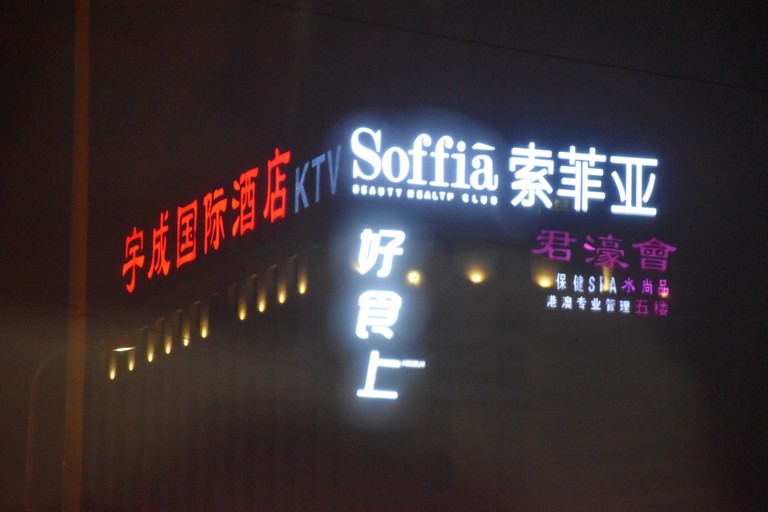 宇成国际酒店KTV
Soffiā 索菲亚
BEAUTY HEALTH CLUB
好食上
君濠會
保健SPA水尚品
港澳专业管理五楼